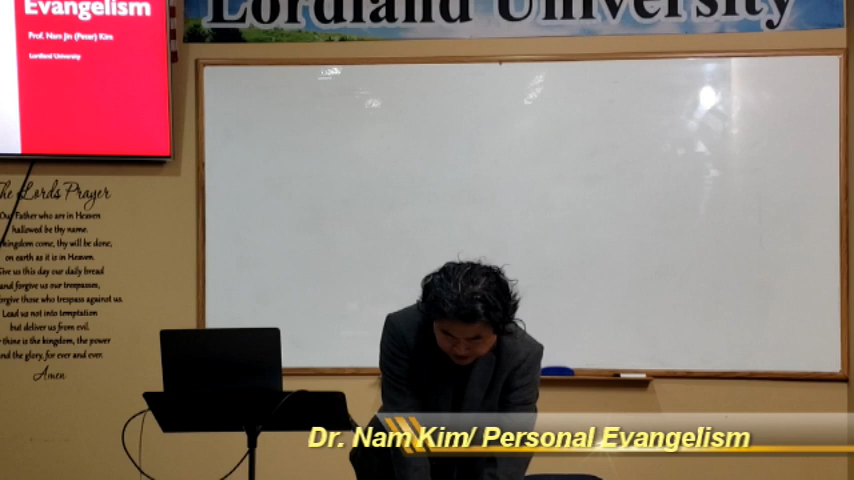 Lordland University
Evangelism
Prof. Nam Jin (Peter) Kim
Lordland University
he Lords Prayer
Our Father who are in Heaven
hallowed be thy name.
kingdom come, thy will be done,
on earth as it is in Heaven.
Give us this day our daily bread
and forgive us our trespasses,
forgive those who trespass against us.
Lead us not into temptation
but deliver us from evil.
thine is the kingdom, the power
and the glory, for ever and ever.
Amen
Dr. Nam Kim/ Personal Evangelism